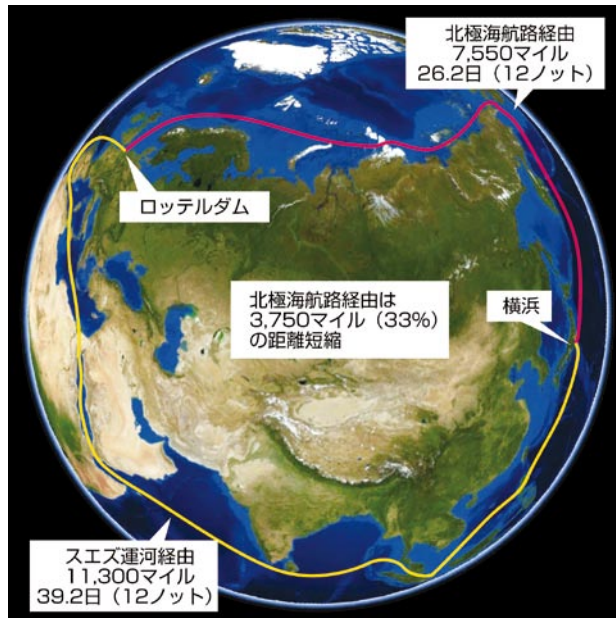 北極海航路経由
7,550マイル
26.2日（12ノット）
ロッテルダム
北極海航路経由は
3,750マイル（33%）
の距離短縮
横浜
スエズ運河経由
11,300マイル
39.2日（12ノット）